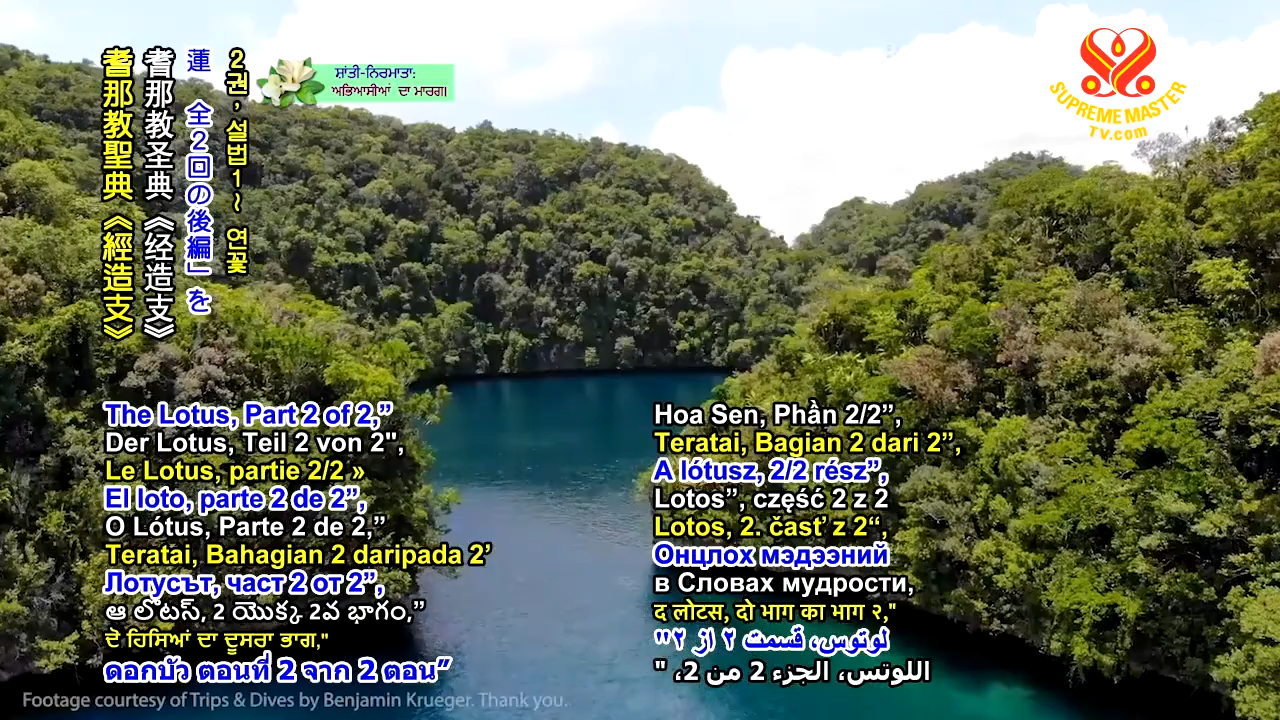 耆那教聖典《經造支》
耆那教圣典《经造支》
蓮 全2回の後編」を
2권, 설법1~ 연꽃
ਸ਼ਾਂਤੀ-ਨਿਰਮਾਤਾ:
ਅਭਿਆਸੀਆਂ ਦਾ ਮਾਰਗ।
SUPREME MASTER
TV.com
The Lotus, Part 2 of 2,”
Der Lotus, Teil 2 von 2",
Le Lotus, partie 2/2 »
El loto, parte 2 de 2”,
O Lótus, Parte 2 de 2,”
Teratai, Bahagian 2 daripada 2’
Лотусът, част 2 от 2”,
ఆ లోటస్, 2 యొక్క 2వ భాగం,”
ਦੋ ਹਿਸਿਆਂ ਦਾ ਦੂਸਰਾ ਭਾਗ,"
ดอกบัว ตอนที่ 2 จาก 2 ตอน”
Hoa Sen, Phần 2/2”,
Teratai, Bagian 2 dari 2”,
A lótusz, 2/2 rész”,
Lotos”, część 2 z 2
Lotos, 2. časť z 2“,
Онцлох мэдээний
в Словах мудрости,
द लोटस, दो भाग का भाग २,"
لوتوس، قسمت ۲ از ۲"
اللوتس، الجزء 2 من 2، "
Footage courtesy of Trips & Dives by Benjamin Krueger. Thank you.